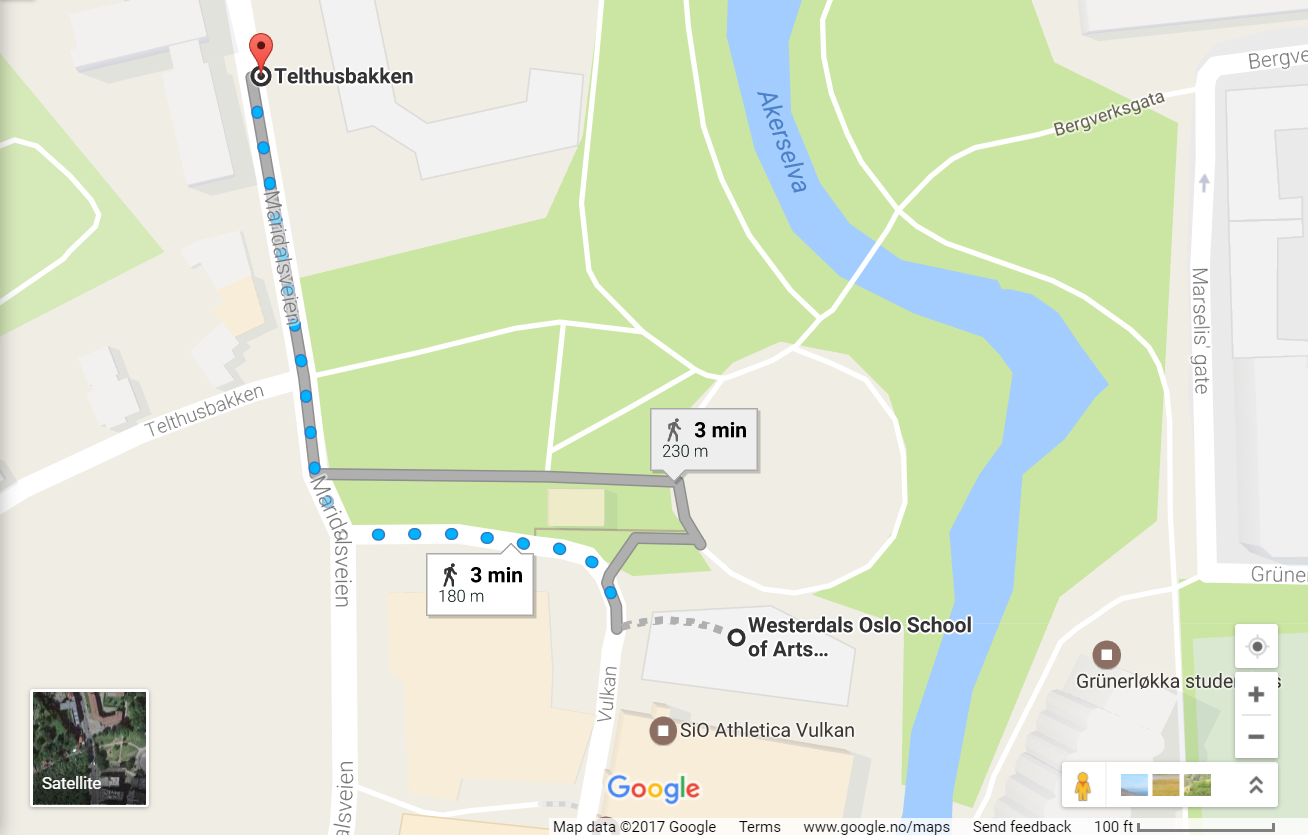 Bergve
Telthusbakken
Bergverksgata
Akerselva
Maridalsveien
Marselis' gate
Telthusbakken
3 min
230 m
Maridalsveien
3 min
180 m
Grüne
Westerdals Oslo School
of Arts...
Grünerløkka studen s
Vulkan
SiO Athletica Vulkan
Satellite
alsveien
Google
Map data ©2017 Google Terms www.google.no/maps Send feedback 100 ft